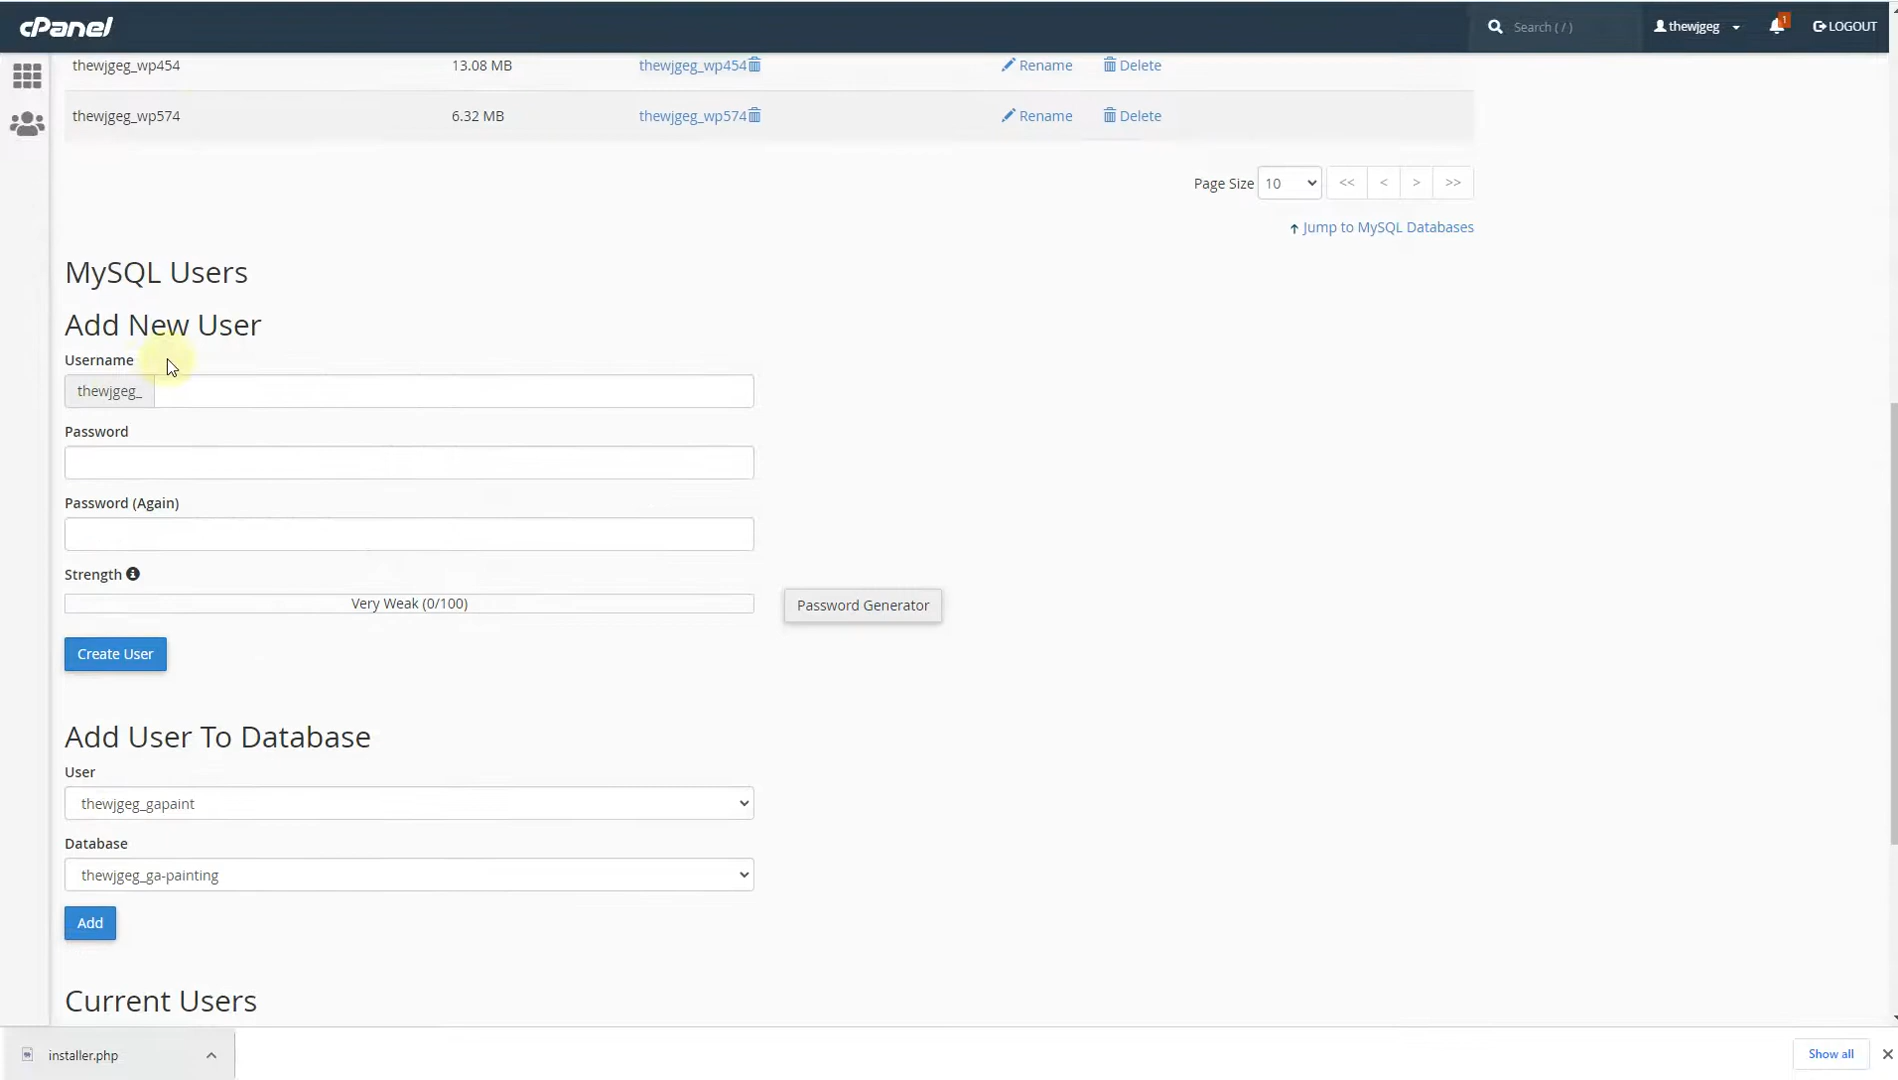 cPanel
Search ( / )
thewjgeg
1
LOGOUT
thewjgeg_wp454 13.08 MB thewjgeg_wp454 Rename Delete
thewjgeg_wp574 6.32 MB thewjgeg_wp574 Rename Delete
Page Size 10 << < > >>
Jump to MySQL Databases
MySQL Users
Add New User
Username
thewjgeg_
Password
Password (Again)
Strength
Very Weak (0/100)
Password Generator
Create User
Add User To Database
User
thewjgeg_gapaint
Database
thewjgeg_ga-painting
Add
Current Users
installer.php
Show all